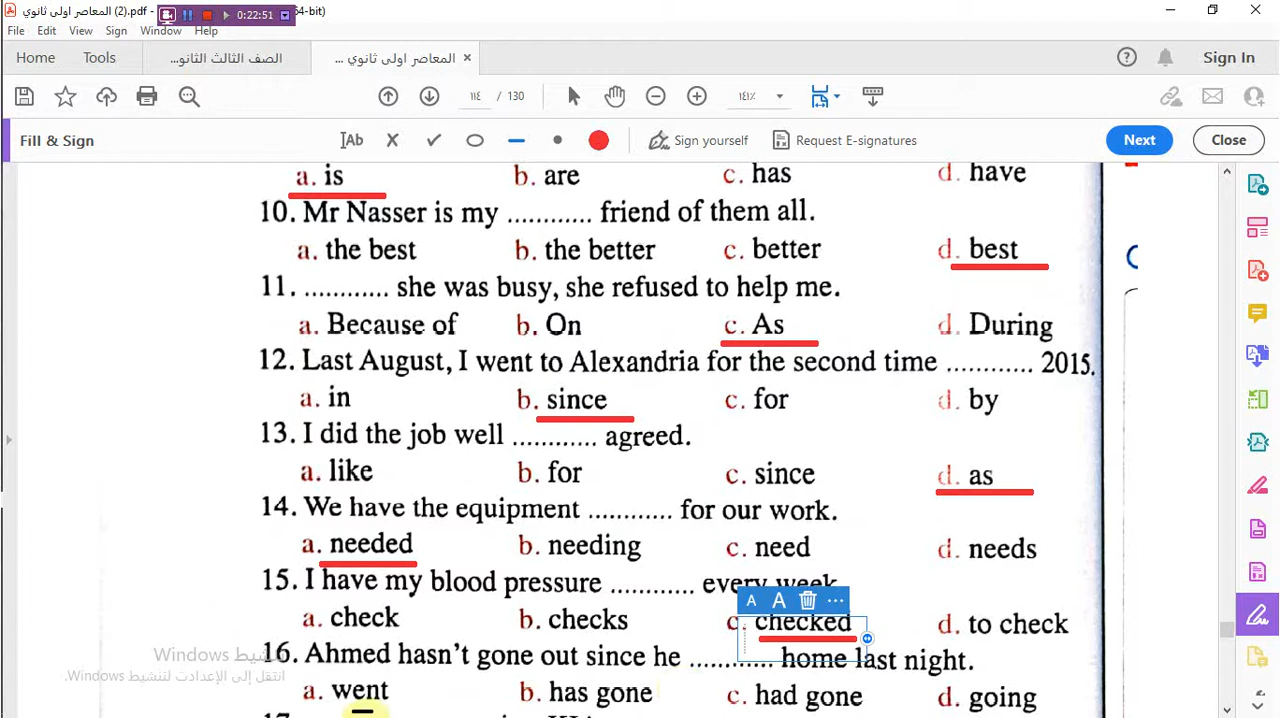 المعاصر اولى ثانوي (2).pdf - 0:22:51 64-bit)
File Edit View Sign Window Help
Home Tools الصف الثالث الثانو... المعاصر اولى ثانوي ... × Sign In
١١٤ / 130 ١٤١٪
Fill & Sign Ab Sign yourself Request E-signatures Next Close
a. is b. are c. has d. have
10. Mr Nasser is my ............ friend of them all.
a. the best b. the better c. better d. best
11. ............ she was busy, she refused to help me.
a. Because of b. On c. As d. During
12. Last August, I went to Alexandria for the second time ............ 2015.
a. in b. since c. for d. by
13. I did the job well ............ agreed.
a. like b. for c. since d. as
14. We have the equipment ............ for our work.
a. needed b. needing c. need d. needs
15. I have my blood pressure ............ every week
A A
a. check b. checks c. checked d. to check
16. Ahmed hasn't gone out since he ............ home last night.
a. went b. has gone c. had gone d. going
تنشيط Windows
انتقل إلى الإعدادات لتنشيط Windows.